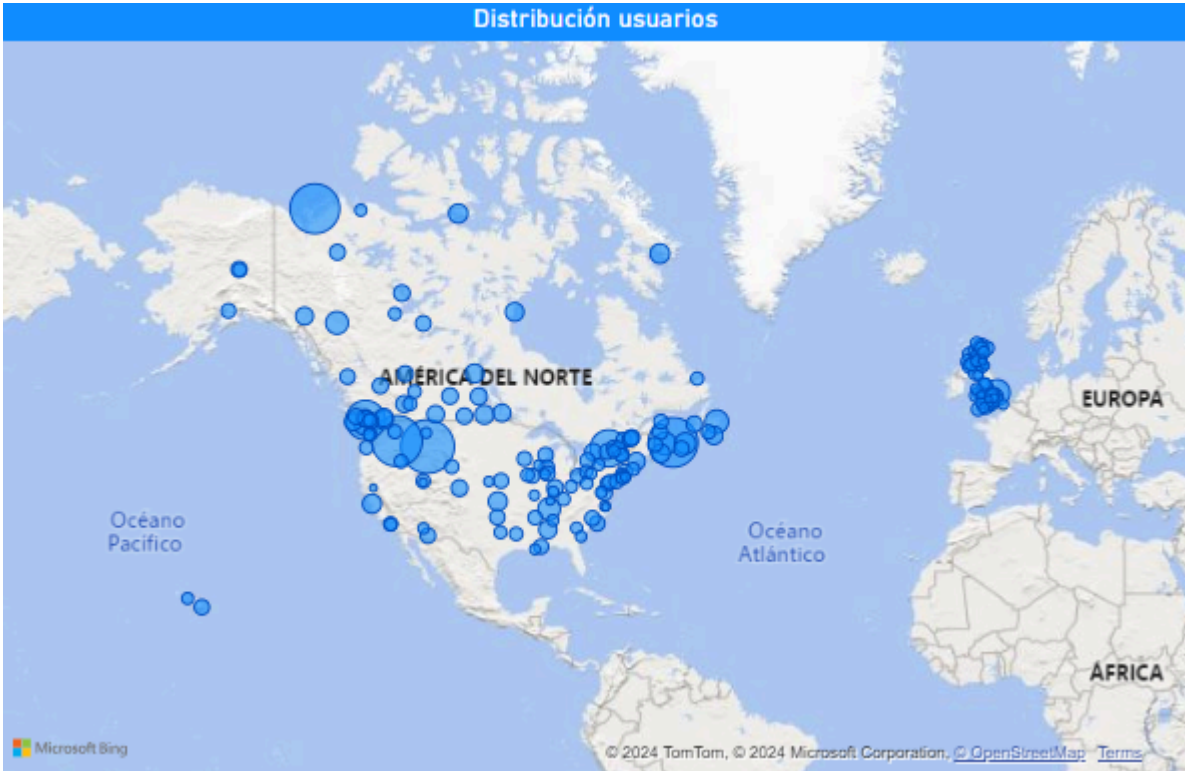 Distribución usuarios
AMÉRICA DEL NORTE
EUROPA
Océano
Pacífico
Océano
Atlántico
ÁFRICA
Microsoft Bing
© 2024 TomTom, © 2024 Microsoft Corporation, © OpenStreetMap Terms